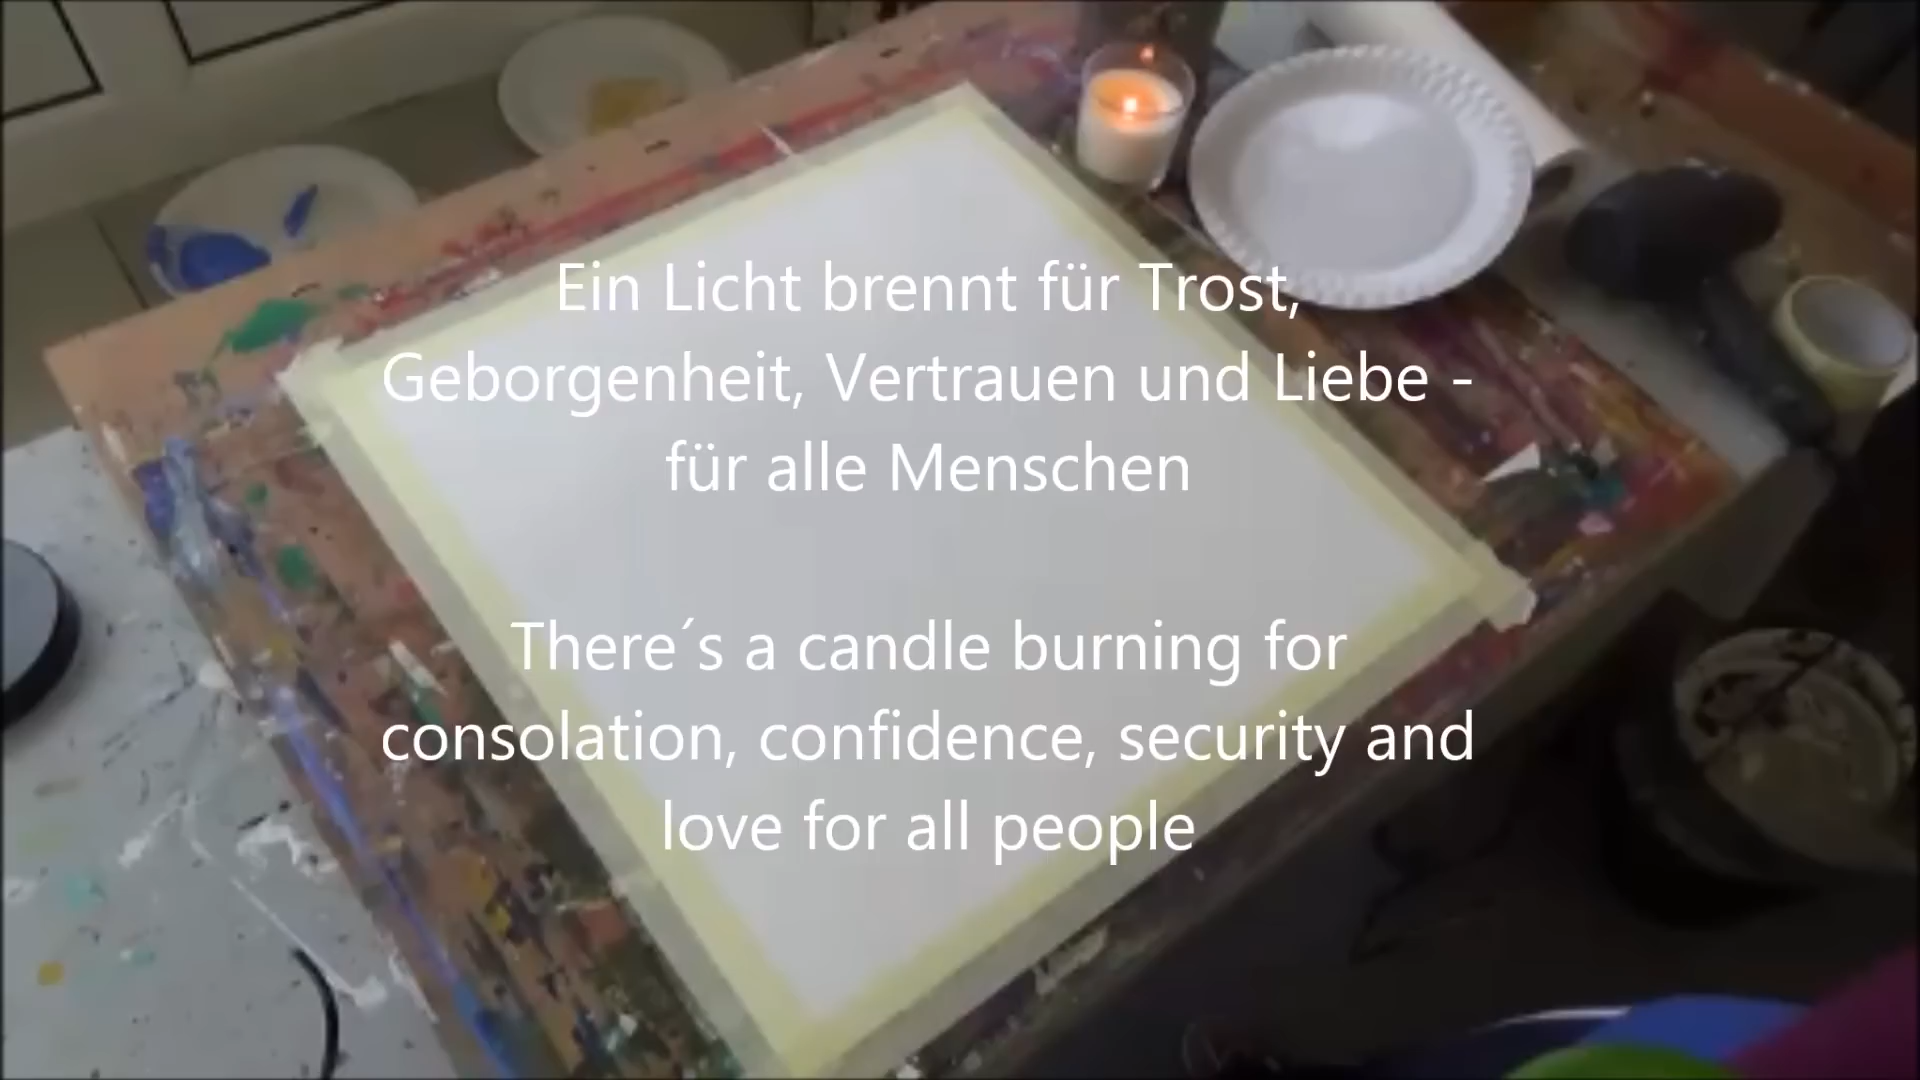 Ein Licht brennt für Trost,
Geborgenheit, Vertrauen und Liebe -
für alle Menschen
There´s a candle burning for
consolation, confidence, security and
love for all people